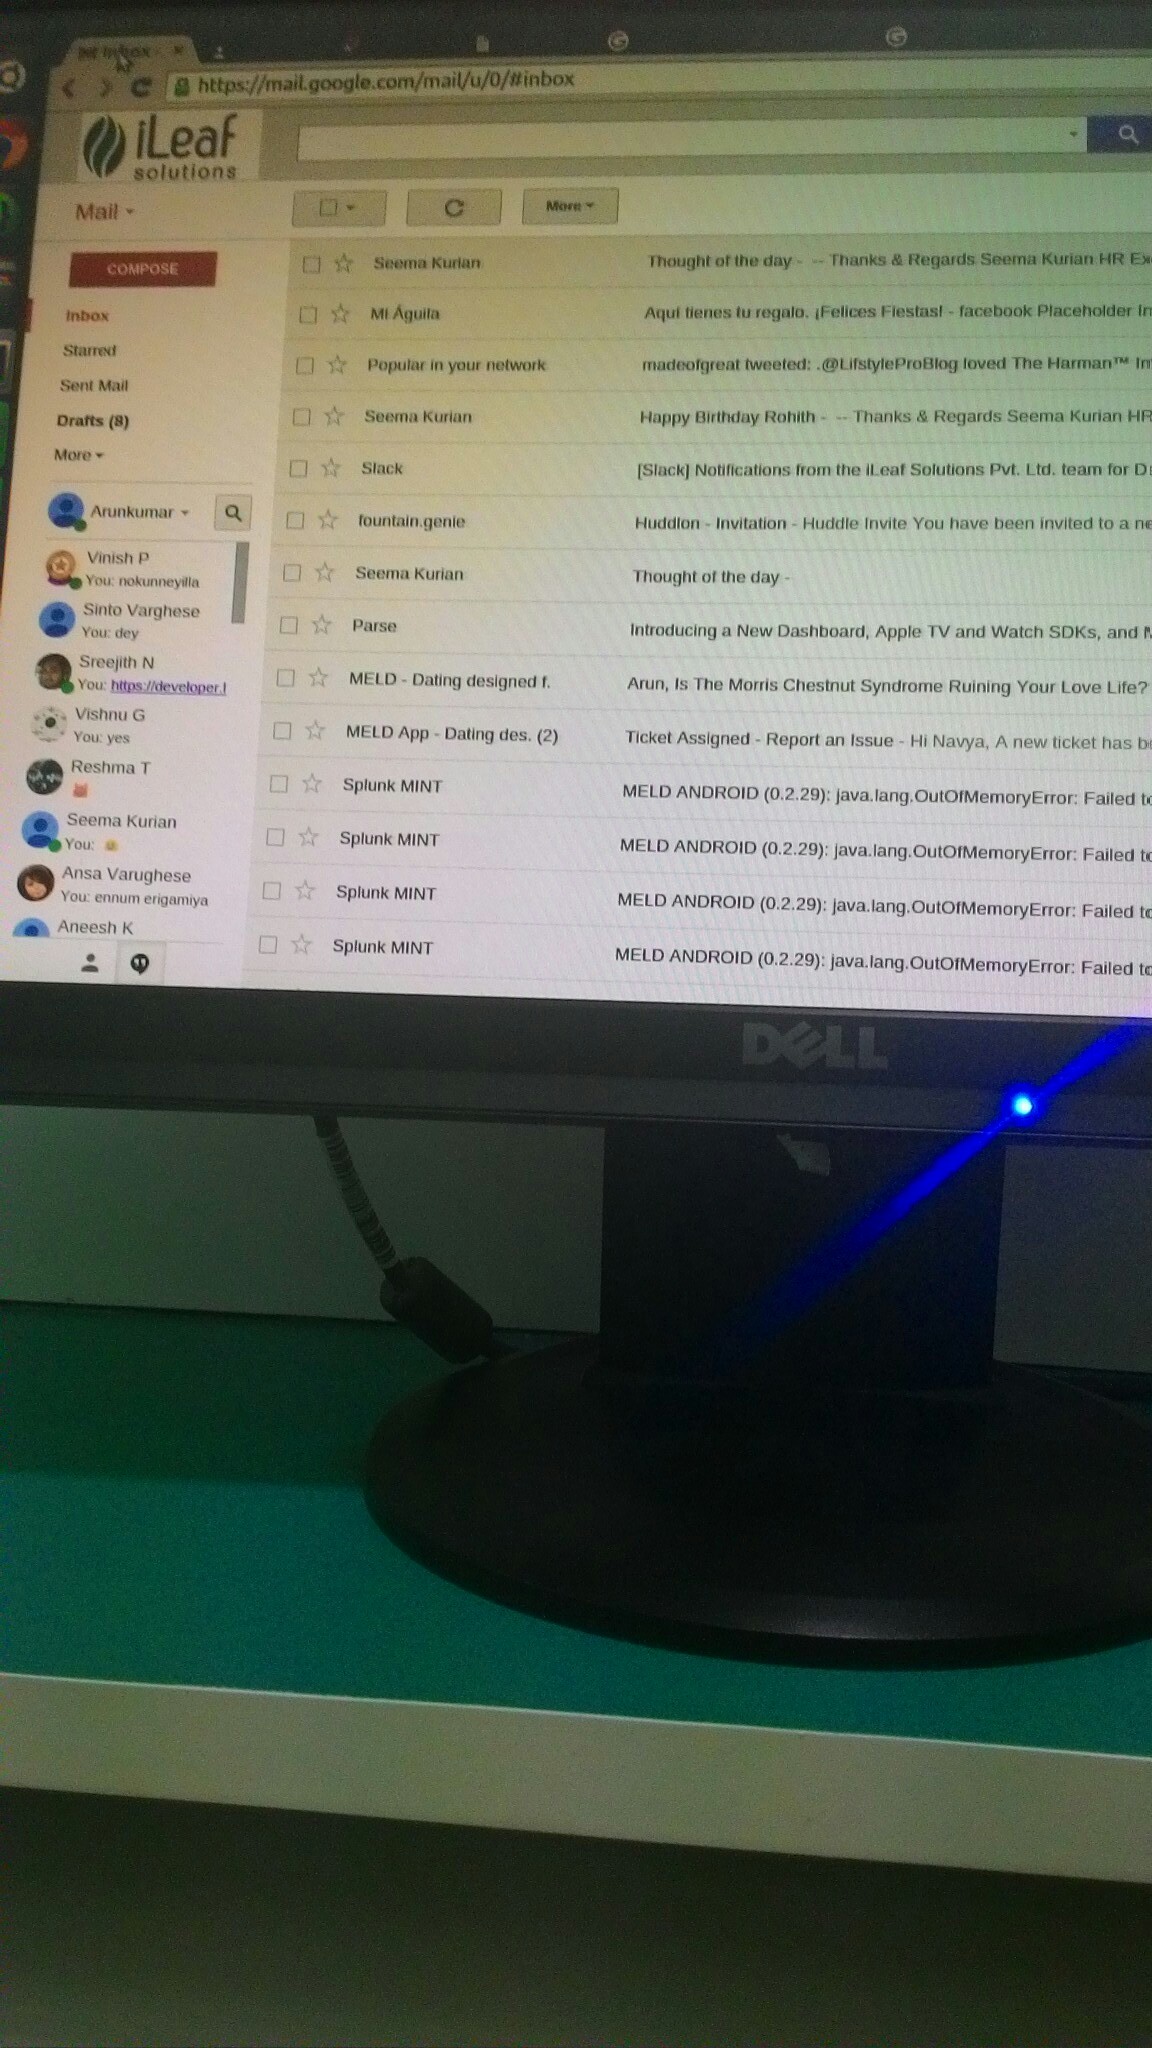 Inbox
https://mail.google.com/mail/u/0/#inbox
iLeaf
solutions
Mail
More
COMPOSE
Inbox
Starred
Sent Mail
Drafts (8)
More
Seema Kurian Thought of the day - -- Thanks & Regards Seema Kurian HR Ex
Mi Águila Aquí tienes tu regalo. ¡Felices Fiestas! - facebook Placeholder In
Popular in your network madeofgreat tweeted: .@LifstyleProBlog loved The Harman™ In
Seema Kurian Happy Birthday Rohith - -- Thanks & Regards Seema Kurian HR
Slack [Slack] Notifications from the iLeaf Solutions Pvt. Ltd. team for D
fountain.genie Huddlon - Invitation - Huddle Invite You have been invited to a ne
Seema Kurian Thought of the day -
Parse Introducing a New Dashboard, Apple TV and Watch SDKs, and
MELD - Dating designed f. Arun, Is The Morris Chestnut Syndrome Ruining Your Love Life?
MELD App - Dating des. (2) Ticket Assigned - Report an Issue - Hi Navya, A new ticket has b
Splunk MINT MELD ANDROID (0.2.29): java.lang.OutOfMemoryError: Failed to
Splunk MINT MELD ANDROID (0.2.29): java.lang.OutOfMemoryError: Failed to
Splunk MINT MELD ANDROID (0.2.29): java.lang.OutOfMemoryError: Failed to
Splunk MINT MELD ANDROID (0.2.29): java.lang.OutOfMemoryError: Failed to
Arunkumar
Vinish P
You: nokunneyilla
Sinto Varghese
You: dey
Sreejith N
You: https://developer.l
Vishnu G
You: yes
Reshma T
Seema Kurian
You:
Ansa Varughese
You: ennum erigamiya
Aneesh K
DELL